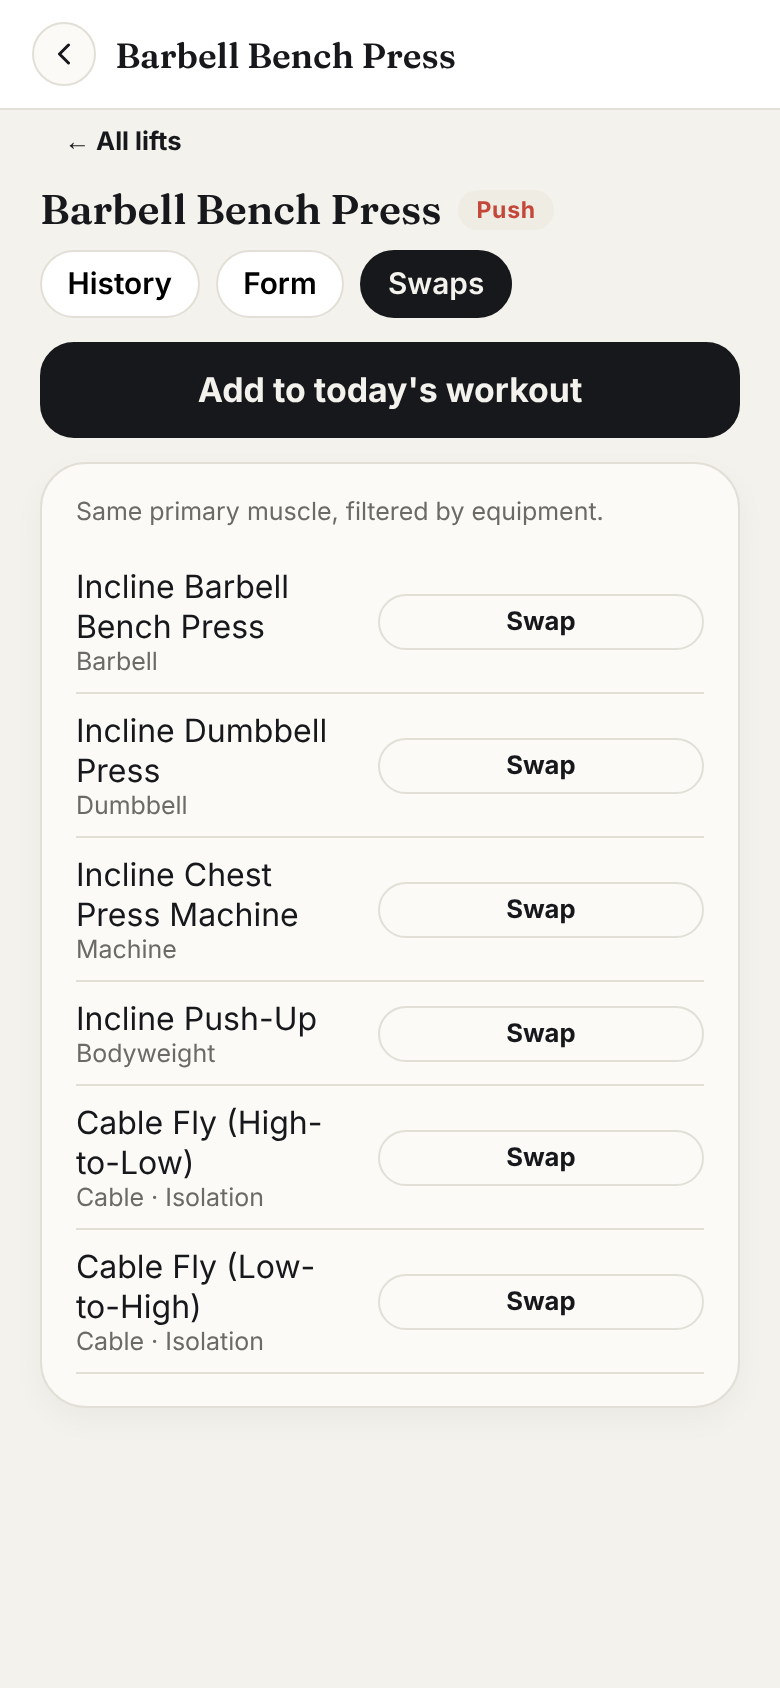 Barbell Bench Press
← All lifts
Barbell Bench Press Push
History Form Swaps
Add to today's workout
Same primary muscle, filtered by equipment.
Incline Barbell
Bench Press
Barbell
Swap
Incline Dumbbell
Press
Dumbbell
Swap
Incline Chest
Press Machine
Machine
Swap
Incline Push-Up
Bodyweight
Swap
Cable Fly (High-
to-Low)
Cable · Isolation
Swap
Cable Fly (Low-
to-High)
Cable · Isolation
Swap